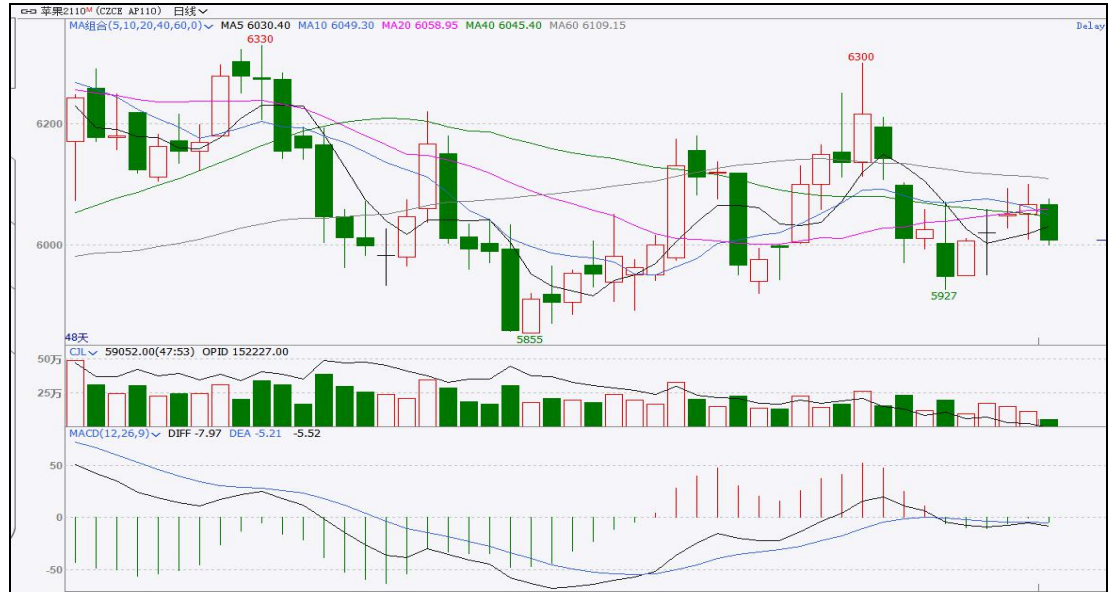 苹果2110M (CZCE AP110) 日线
MA组合(5,10,20,40,60,0) MA5 6030.40 MA10 6049.30 MA20 6058.95 MA40 6045.40 MA60 6109.15
Delay
6330
6300
6200
6000
5927
5855
48天
CJL 59052.00(47:53) OPID 152227.00
50万
25万
MACD(12,26,9) DIFF -7.97 DEA -5.21 -5.52
50
0
-50